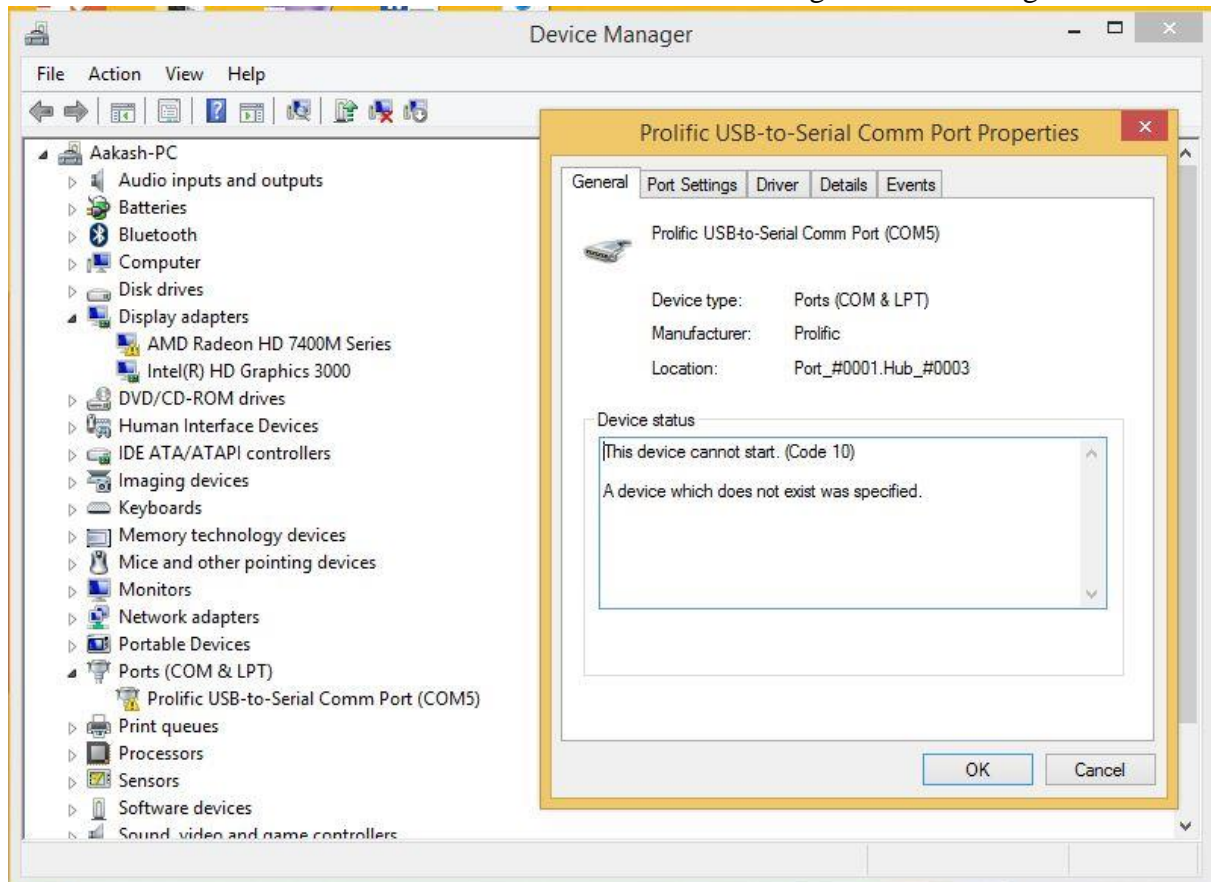 Device Manager
File Action View Help
Aakash-PC
Audio inputs and outputs
Batteries
Bluetooth
Computer
Disk drives
Display adapters
AMD Radeon HD 7400M Series
Intel(R) HD Graphics 3000
DVD/CD-ROM drives
Human Interface Devices
IDE ATA/ATAPI controllers
Imaging devices
Keyboards
Memory technology devices
Mice and other pointing devices
Monitors
Network adapters
Portable Devices
Ports (COM & LPT)
Prolific USB-to-Serial Comm Port (COM5)
Print queues
Processors
Sensors
Software devices
Sound, video and game controllers
Prolific USB-to-Serial Comm Port Properties
General Port Settings Driver Details Events
Prolific USB-to-Serial Comm Port (COM5)
Device type: Ports (COM & LPT)
Manufacturer: Prolific
Location: Port_#0001.Hub_#0003
Device status
This device cannot start. (Code 10)
A device which does not exist was specified.
OK Cancel